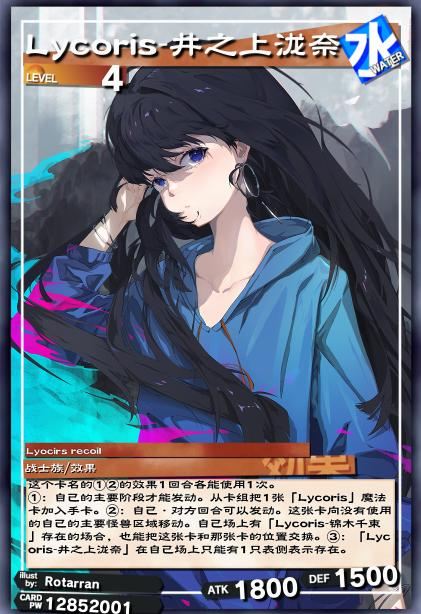 Lycoris-井之上泷奈
水
WATER
LEVEL 4
Lyocirs recoil
效果
战士族/效果
这个卡名的①②的效果1回合各能使用1次。
①：自己的主要阶段才能发动。从卡组把1张「Lycoris」魔法
卡加入手卡。②：自己·对方回合可以发动。这张卡向没有使用
的自己的主要怪兽区域移动。自己场上有「Lycoris-锦木千束
」存在的场合，也能把这张卡和那张卡的位置交换。③：「Lyc
oris-井之上泷奈」在自己场上只能有1只表侧表示存在。
illust by: Rotarran
ATK 1800 DEF 1500
CARD PW 12852001